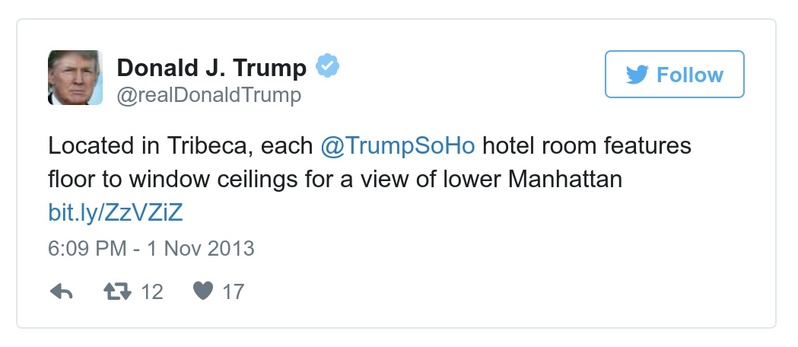 Donald J. Trump
@realDonaldTrump
Follow
Located in Tribeca, each @TrumpSoHo hotel room features
floor to window ceilings for a view of lower Manhattan
bit.ly/ZzVZiZ
6:09 PM - 1 Nov 2013
12 17